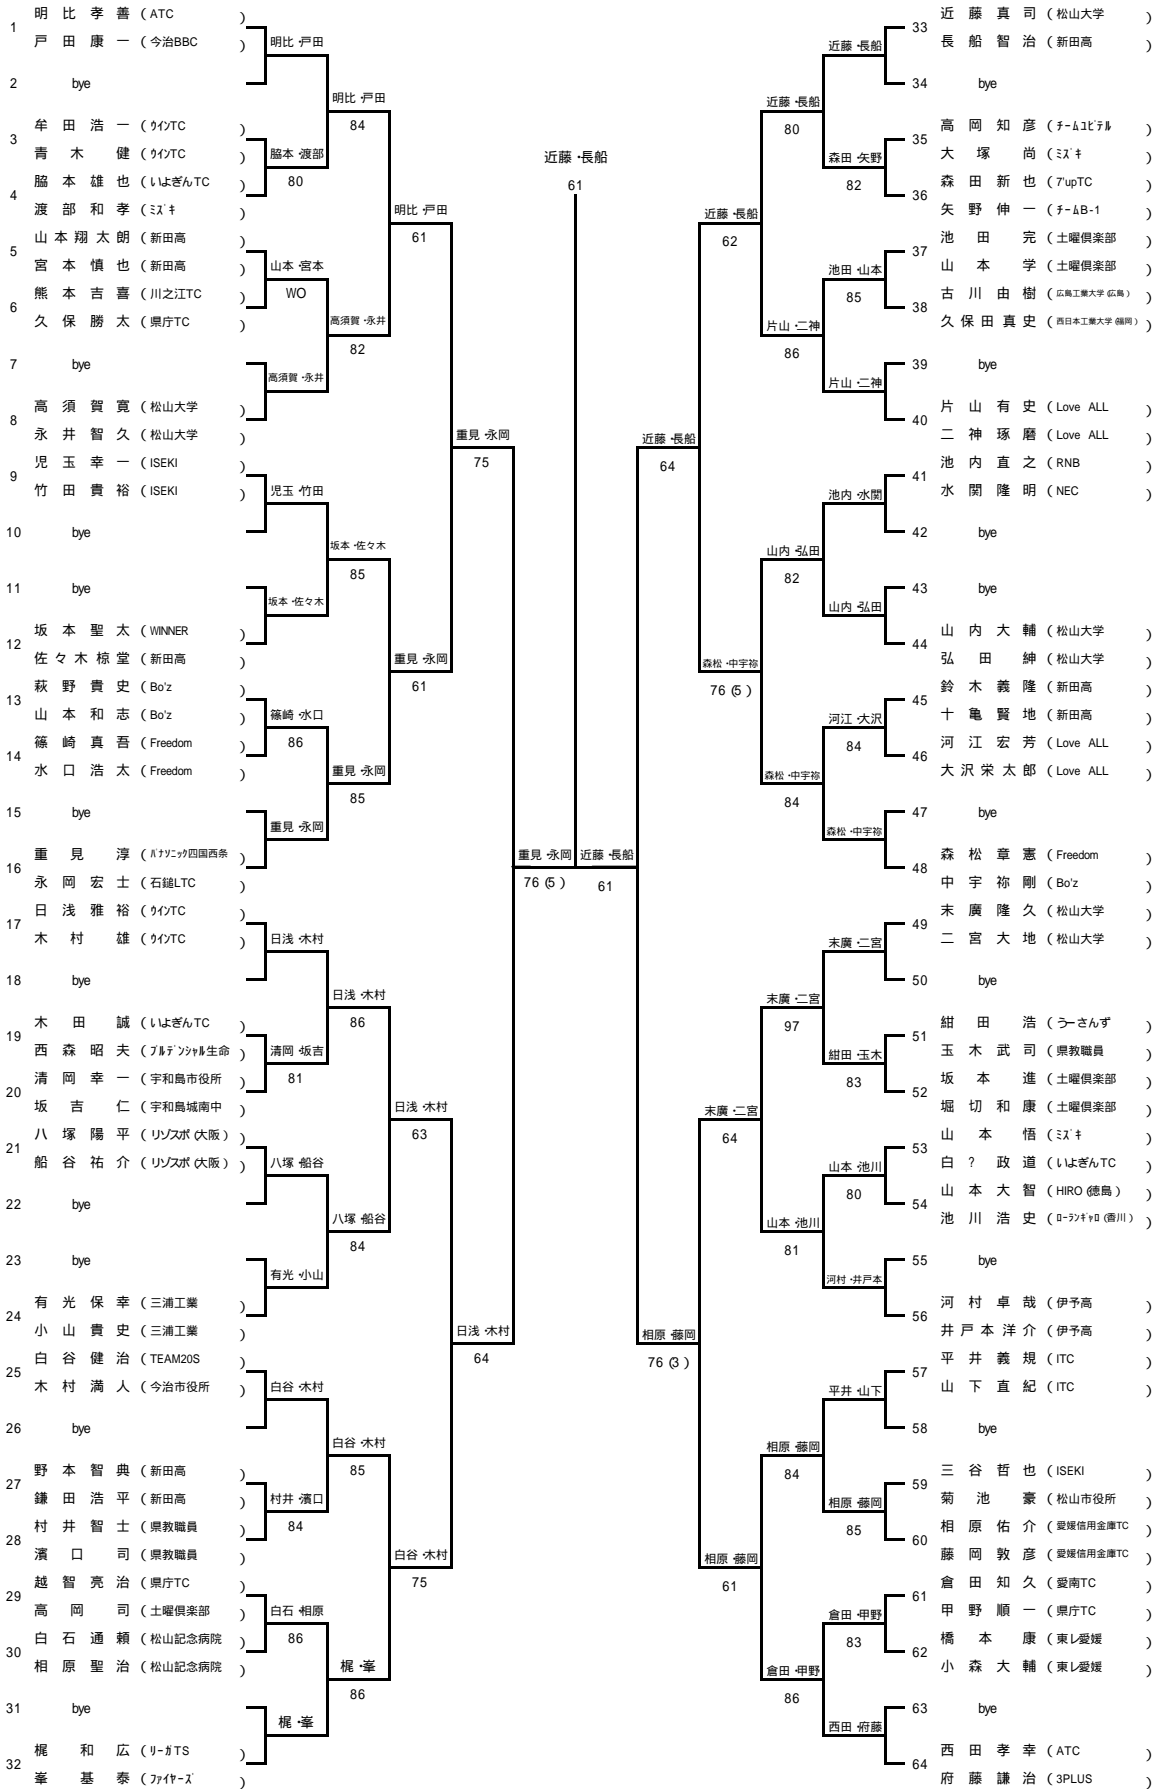 1 明比孝善 (ATC)
戸田康一 (今治BBC)
2 bye
3 牟田浩一 (ウインTC)
青木健 (ウインTC)
4 脇本雄也 (いよぎんTC)
渡部和孝 (ミズキ)
5 山本翔太朗 (新田高)
宮本慎也 (新田高)
6 熊本吉喜 (川之江TC)
久保勝太 (県庁TC)
7 bye
8 高須賀寛 (松山大学)
永井智久 (松山大学)
9 児玉幸一 (ISEKI)
竹田貴裕 (ISEKI)
10 bye
11 bye
12 坂本聖太 (WINNER)
佐々木椋堂 (新田高)
13 萩野貴史 (Bo'z)
山本和志 (Bo'z)
14 篠崎真吾 (Freedom)
水口浩太 (Freedom)
15 bye
16 重見淳 (パナソニック四国西条)
永岡宏士 (石鎚LTC)
17 日浅雅裕 (ウインTC)
木村雄 (ウインTC)
18 bye
19 木田誠 (いよぎんTC)
西森昭夫 (プルデンシャル生命)
20 清岡幸一 (宇和島市役所)
坂吉仁 (宇和島城南中)
21 八塚陽平 (リゾスポ(大阪))
船谷祐介 (リゾスポ(大阪))
22 bye
23 bye
24 有光保幸 (三浦工業)
小山貴史 (三浦工業)
25 白谷健治 (TEAM20S)
木村満人 (今治市役所)
26 bye
27 野本智典 (新田高)
鎌田浩平 (新田高)
28 村井智士 (県教職員)
濱口司 (県教職員)
29 越智亮治 (県庁TC)
高岡司 (土曜倶楽部)
30 白石通頼 (松山記念病院)
相原聖治 (松山記念病院)
31 bye
32 梶和広 (リーガTS)
峯基泰 (ファイヤーズ)
明比・戸田
脇本・渡部
80
山本・宮本
WO
高須賀・永井
児玉・竹田
坂本・佐々木
篠崎・水口
86
重見・永岡
日浅・木村
清岡・坂吉
81
八塚・船谷
有光・小山
白谷・木村
村井・濱口
84
白石・相原
86
梶・峯
明比・戸田
84
高須賀・永井
82
坂本・佐々木
85
重見・永岡
85
日浅・木村
86
八塚・船谷
84
白谷・木村
85
梶・峯
86
明比・戸田
61
重見・永岡
61
日浅・木村
63
白谷・木村
75
重見・永岡
75
日浅・木村
64
重見・永岡
76(5)
近藤・長船
61
近藤・長船
61
近藤・長船
64
相原・藤岡
76(3)
近藤・長船
62
森松・中宇祢
76(5)
末廣・二宮
64
相原・藤岡
61
近藤・長船
80
片山・二神
86
山内・弘田
82
森松・中宇祢
84
末廣・二宮
97
山本・池川
81
相原・藤岡
84
倉田・甲野
86
近藤・長船
森田・矢野
82
池田・山本
85
片山・二神
池内・水関
山内・弘田
河江・大沢
84
森松・中宇祢
末廣・二宮
紺田・玉木
83
山本・池川
80
河村・井戸本
平井・山下
相原・藤岡
85
倉田・甲野
83
西田・府藤
33 近藤真司 (松山大学)
長船智治 (新田高)
34 bye
35 高岡知彦 (チームユピテル)
大塚尚 (ミズキ)
36 森田新也 (7'upTC)
矢野伸一 (チームB-1)
37 池田完 (土曜倶楽部)
山本学 (土曜倶楽部)
38 古川由樹 (広島工業大学(広島))
久保田真史 (西日本工業大学(福岡))
39 bye
40 片山有史 (Love ALL)
二神琢磨 (Love ALL)
41 池内直之 (RNB)
水関隆明 (NEC)
42 bye
43 bye
44 山内大輔 (松山大学)
弘田紳 (松山大学)
45 鈴木義隆 (新田高)
十亀賢地 (新田高)
46 河江宏芳 (Love ALL)
大沢栄太郎 (Love ALL)
47 bye
48 森松章憲 (Freedom)
中宇祢剛 (Bo'z)
49 末廣隆久 (松山大学)
二宮大地 (松山大学)
50 bye
51 紺田浩 (うーさんず)
玉木武司 (県教職員)
52 坂本進 (土曜倶楽部)
堀切和康 (土曜倶楽部)
53 山本悟 (ミズキ)
白?政道 (いよぎんTC)
54 山本大智 (HIRO(徳島))
池川浩史 (ローランギャロ(香川))
55 bye
56 河村卓哉 (伊予高)
井戸本洋介 (伊予高)
57 平井義規 (ITC)
山下直紀 (ITC)
58 bye
59 三谷哲也 (ISEKI)
菊池豪 (松山市役所)
60 相原佑介 (愛媛信用金庫TC)
藤岡敦彦 (愛媛信用金庫TC)
61 倉田知久 (愛南TC)
甲野順一 (県庁TC)
62 橋本康 (東レ愛媛)
小森大輔 (東レ愛媛)
63 bye
64 西田孝幸 (ATC)
府藤謙治 (3PLUS)